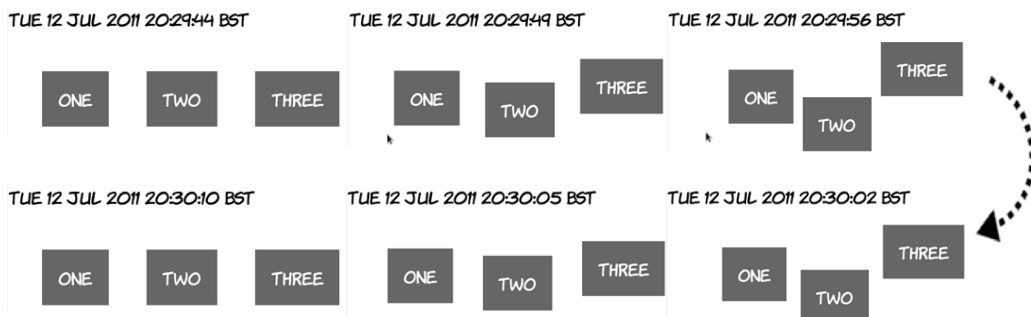 TUE 12 JUL 2011 20:29:44 BST
ONE TWO THREE
TUE 12 JUL 2011 20:29:49 BST
ONE TWO THREE
TUE 12 JUL 2011 20:29:56 BST
ONE TWO THREE
TUE 12 JUL 2011 20:30:10 BST
ONE TWO THREE
TUE 12 JUL 2011 20:30:05 BST
ONE TWO THREE
TUE 12 JUL 2011 20:30:02 BST
ONE TWO THREE